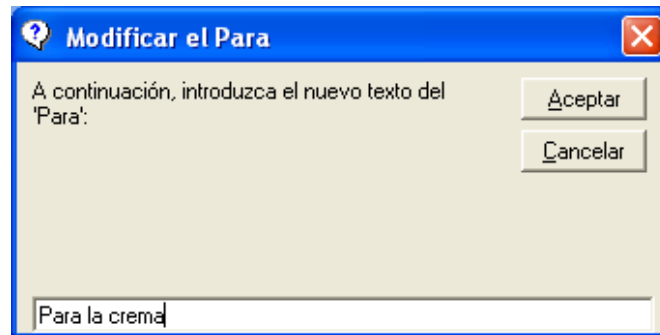 Modificar el Para
A continuación, introduzca el nuevo texto del
'Para':
Aceptar
Cancelar
Para la crema